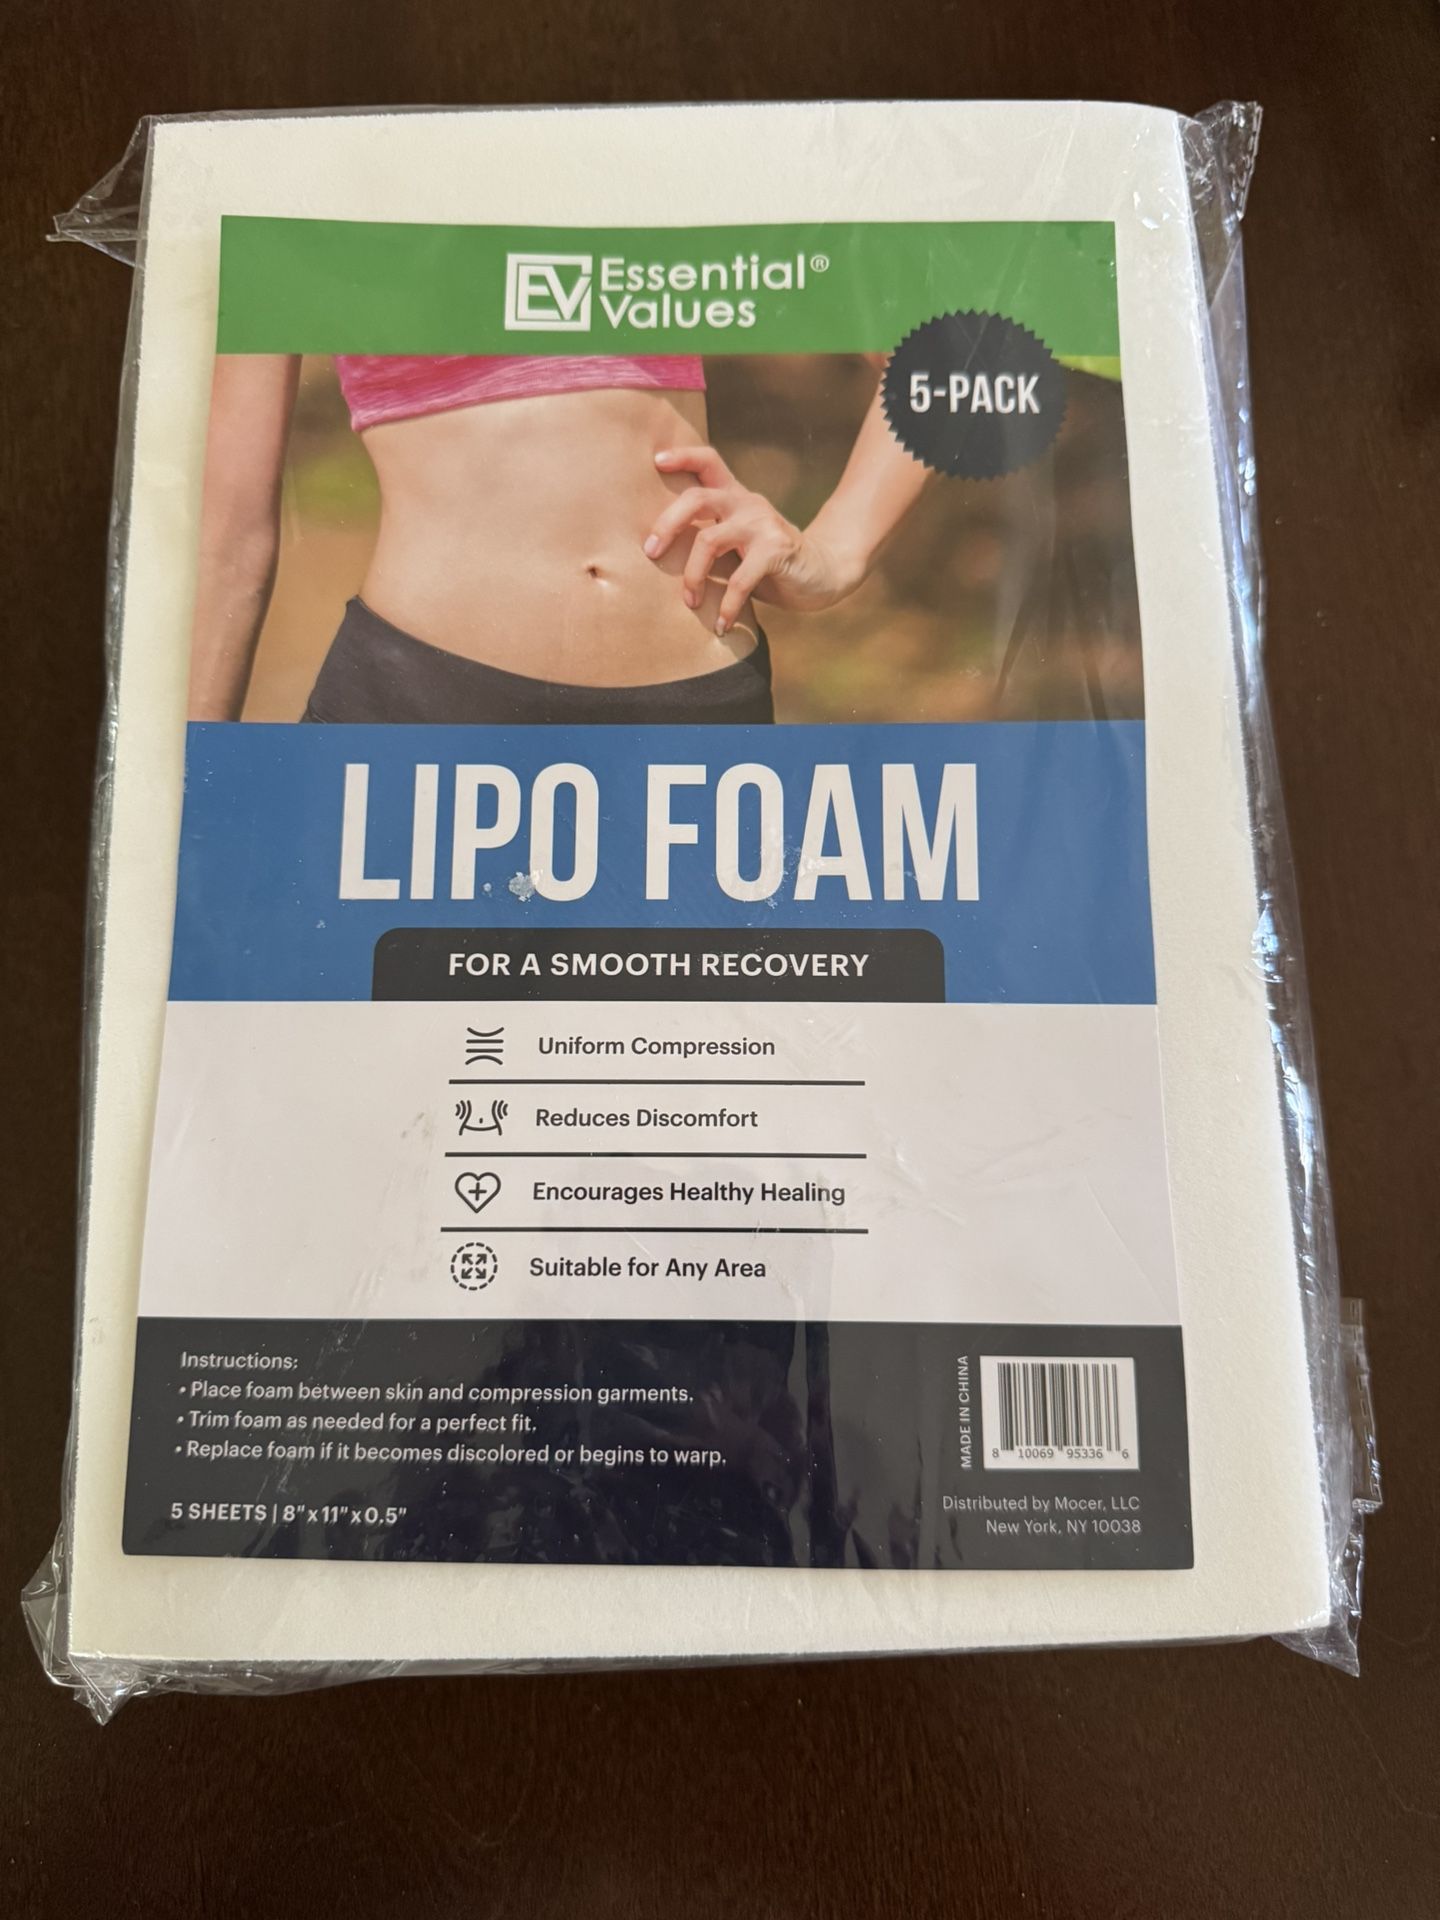 EV Essential®
Values
5-PACK
LIPO FOAM
FOR A SMOOTH RECOVERY
Uniform Compression
Reduces Discomfort
Encourages Healthy Healing
Suitable for Any Area
Instructions:
• Place foam between skin and compression garments.
• Trim foam as needed for a perfect fit.
• Replace foam if it becomes discolored or begins to warp.
5 SHEETS | 8" x 11" x 0.5"
MADE IN CHINA
8 10069 95336 6
Distributed by Mocer, LLC
New York, NY 10038